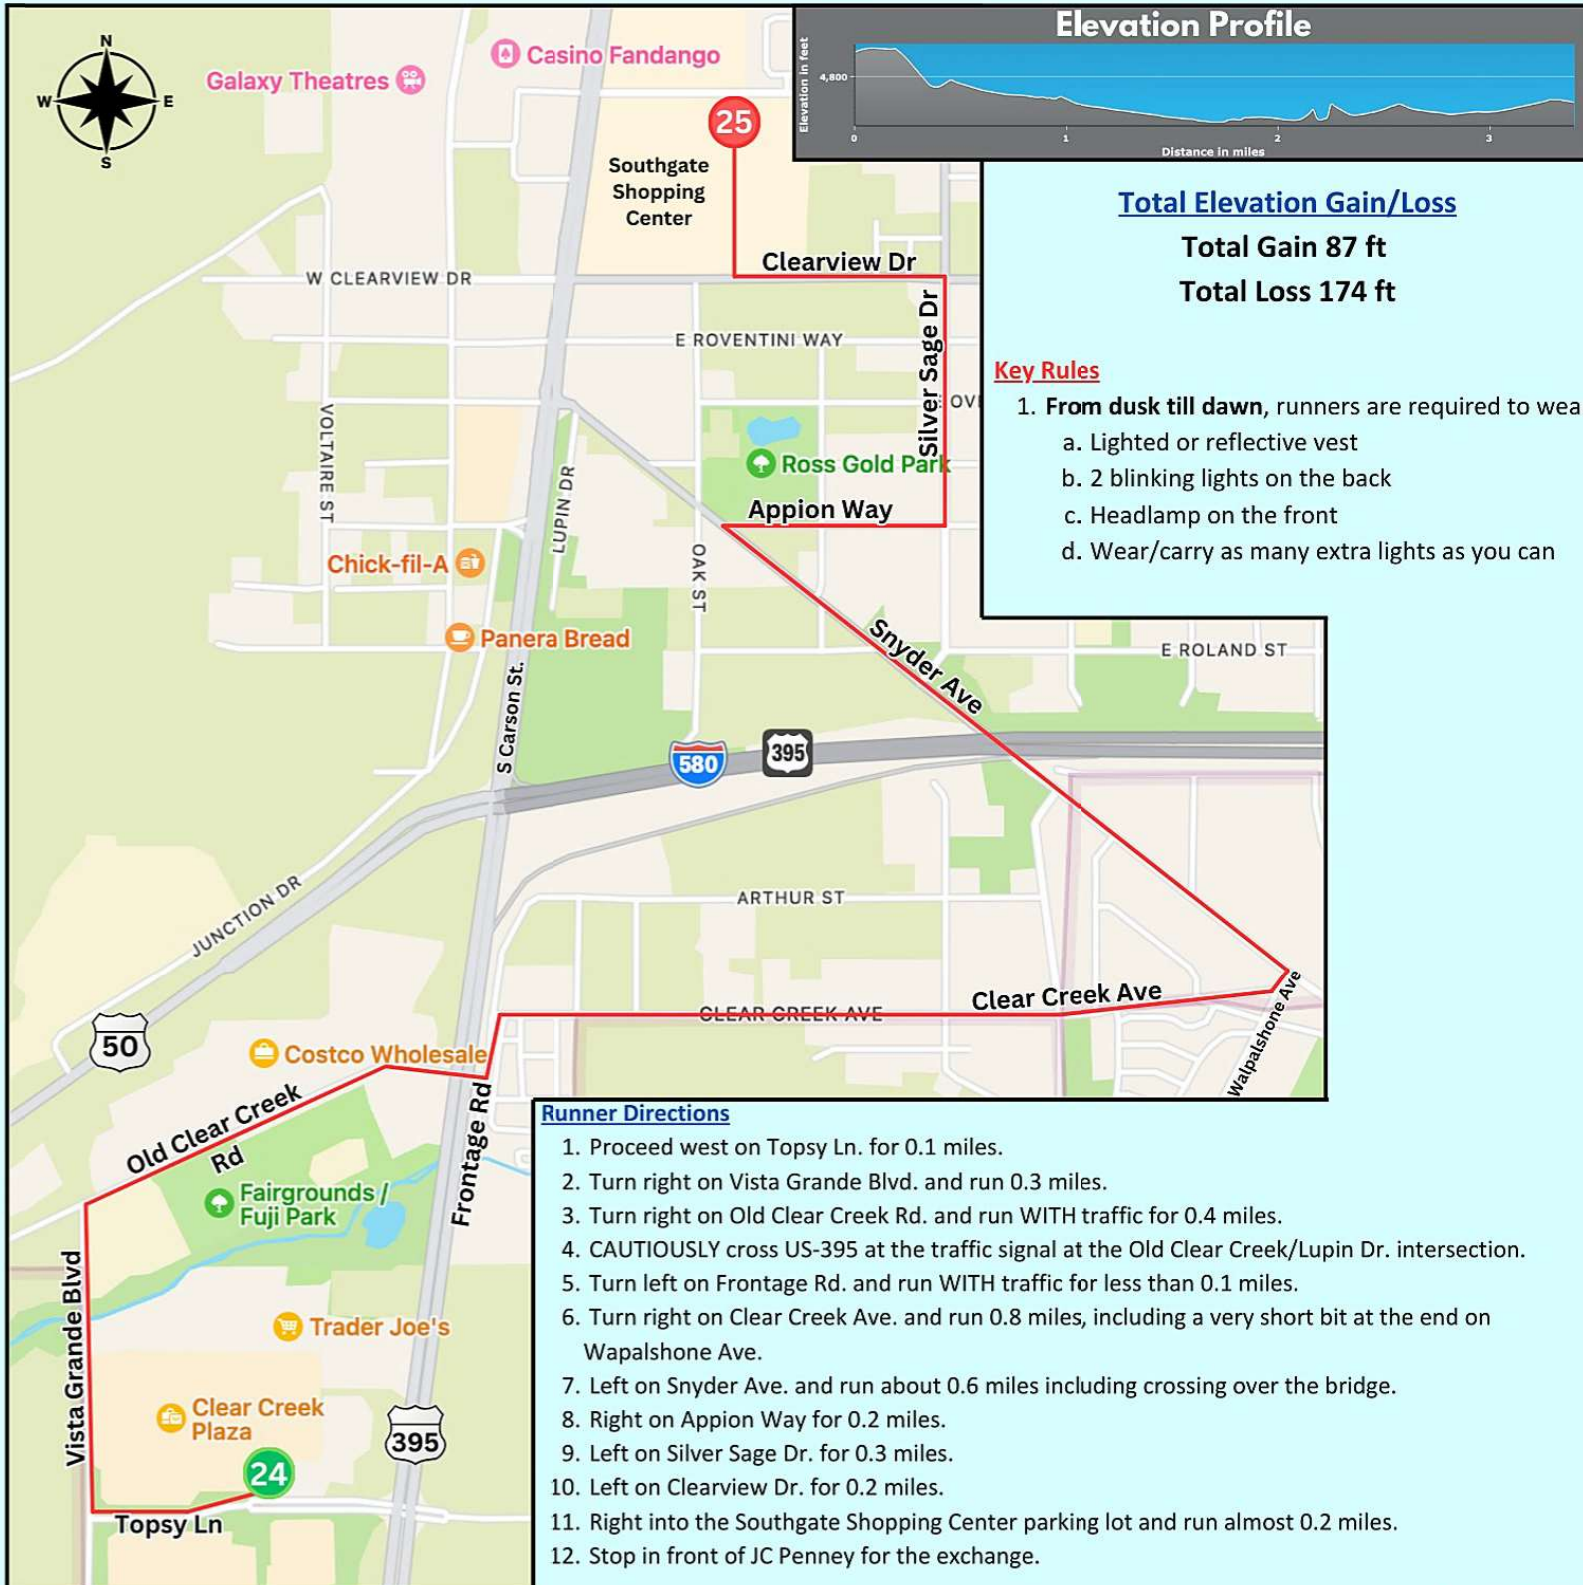 Elevation Profile
Elevation in feet
4,800
0
1
2
3
Distance in miles
N
W
E
S
Galaxy Theatres
Casino Fandango
25
Southgate
Shopping
Center
Clearview Dr
W CLEARVIEW DR
E ROVENTINI WAY
Silver Sage Dr
OVI
VOLTAIRE ST
LUPIN DR
Ross Gold Park
Appion Way
OAK ST
Chick-fil-A
Panera Bread
Snyder Ave
E ROLAND ST
S Carson St.
580
395
JUNCTION DR
ARTHUR ST
Clear Creek Ave
CLEAR CREEK AVE
Walpalshone Ave
50
Costco Wholesale
Old Clear Creek
Rd
Frontage Rd
Fairgrounds /
Fuji Park
Vista Grande Blvd
Trader Joe's
Clear Creek
Plaza
395
24
Topsy Ln
Total Elevation Gain/Loss
Total Gain 87 ft
Total Loss 174 ft
Key Rules
1. From dusk till dawn, runners are required to wea
a. Lighted or reflective vest
b. 2 blinking lights on the back
c. Headlamp on the front
d. Wear/carry as many extra lights as you can
Runner Directions
1. Proceed west on Topsy Ln. for 0.1 miles.
2. Turn right on Vista Grande Blvd. and run 0.3 miles.
3. Turn right on Old Clear Creek Rd. and run WITH traffic for 0.4 miles.
4. CAUTIOUSLY cross US-395 at the traffic signal at the Old Clear Creek/Lupin Dr. intersection.
5. Turn left on Frontage Rd. and run WITH traffic for less than 0.1 miles.
6. Turn right on Clear Creek Ave. and run 0.8 miles, including a very short bit at the end on
Wapalshone Ave.
7. Left on Snyder Ave. and run about 0.6 miles including crossing over the bridge.
8. Right on Appion Way for 0.2 miles.
9. Left on Silver Sage Dr. for 0.3 miles.
10. Left on Clearview Dr. for 0.2 miles.
11. Right into the Southgate Shopping Center parking lot and run almost 0.2 miles.
12. Stop in front of JC Penney for the exchange.